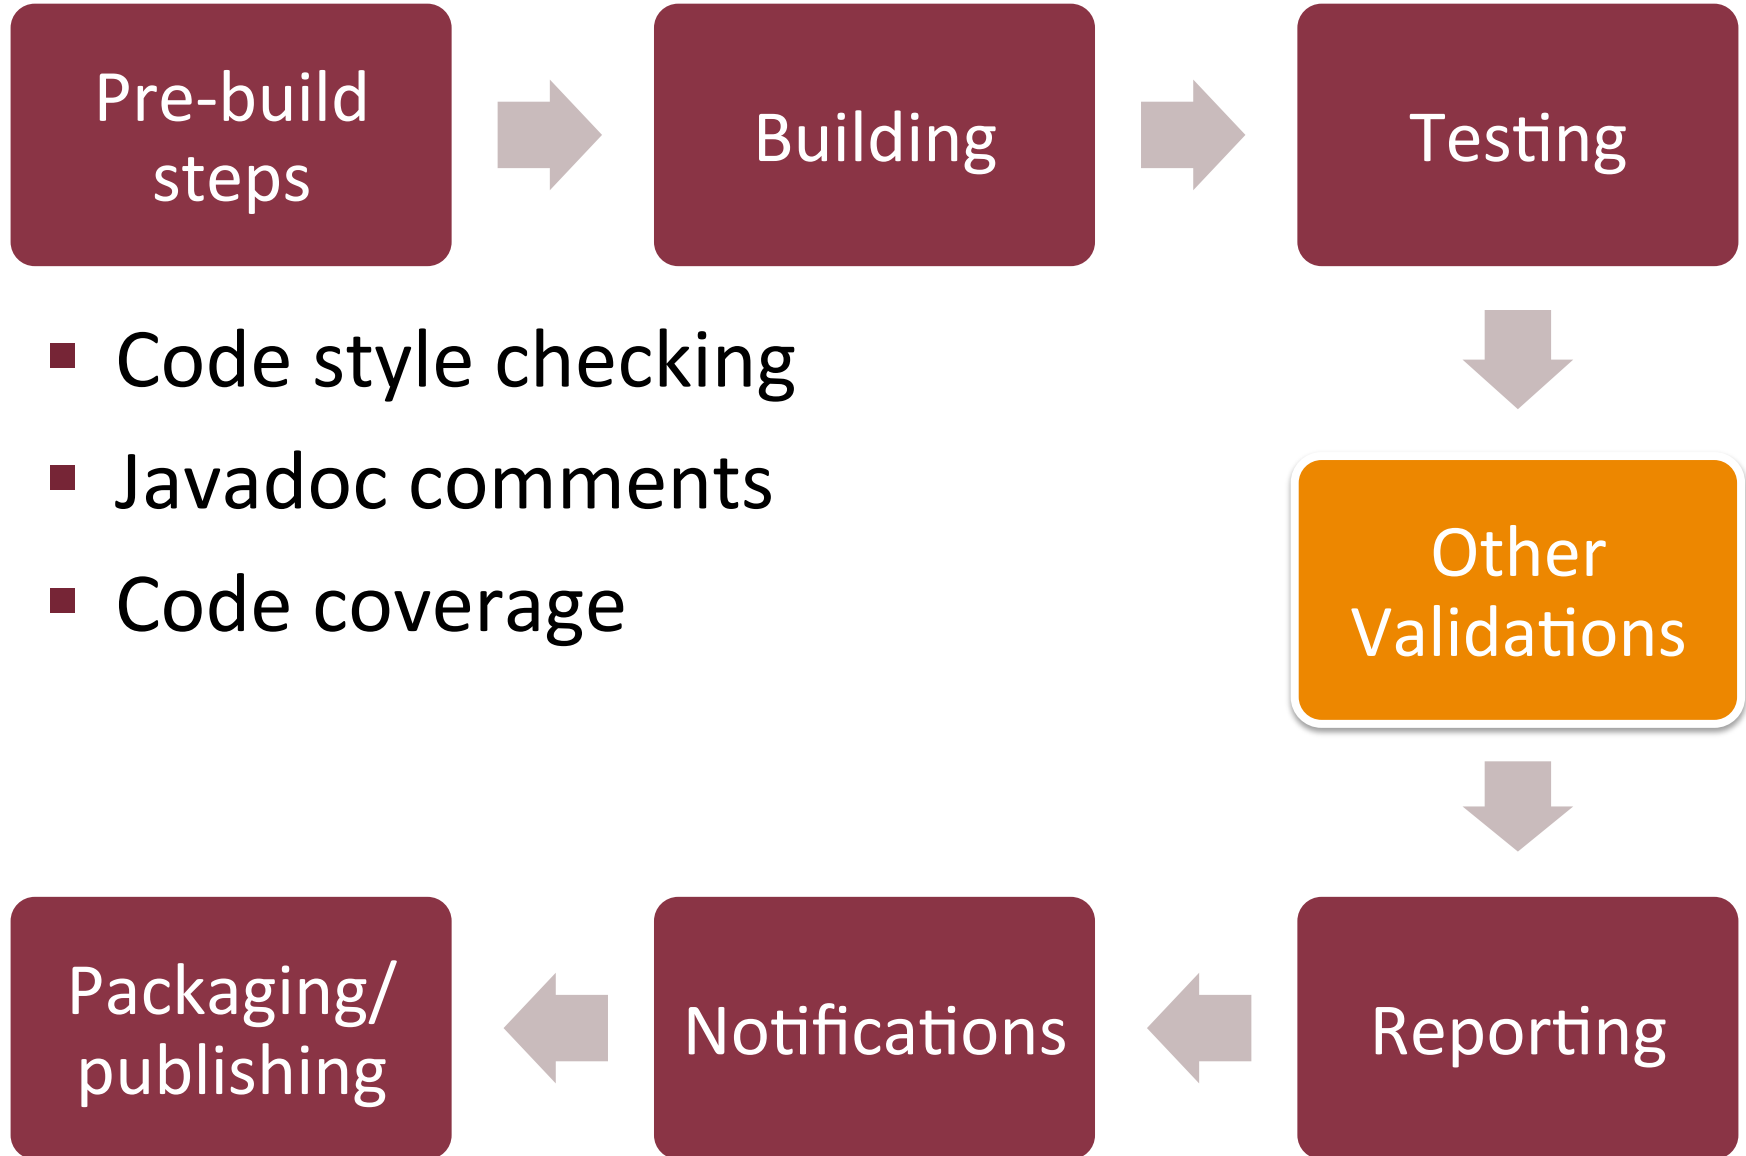 Pre-build
steps
Building
Testing
▪ Code style checking
▪ Javadoc comments
▪ Code coverage
Other
Validations
Packaging/
publishing
Notifications
Reporting